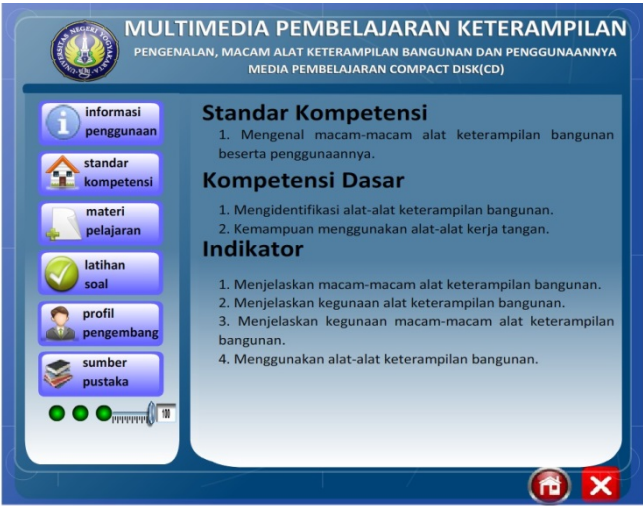 MULTIMEDIA PEMBELAJARAN KETERAMPILAN
PENGENALAN, MACAM ALAT KETERAMPILAN BANGUNAN DAN PENGGUNAANNYA
MEDIA PEMBELAJARAN COMPACT DISK(CD)
UNIVERSITAS NEGERI YOGYAKARTA
informasi
penggunaan
standar
kompetensi
materi
pelajaran
latihan
soal
profil
pengembang
sumber
pustaka
100
Standar Kompetensi
1. Mengenal macam-macam alat keterampilan bangunan
beserta penggunaannya.
Kompetensi Dasar
1. Mengidentifikasi alat-alat keterampilan bangunan.
2. Kemampuan menggunakan alat-alat kerja tangan.
Indikator
1. Menjelaskan macam-macam alat keterampilan bangunan.
2. Menjelaskan kegunaan alat keterampilan bangunan.
3. Menjelaskan kegunaan macam-macam alat keterampilan
bangunan.
4. Menggunakan alat-alat keterampilan bangunan.